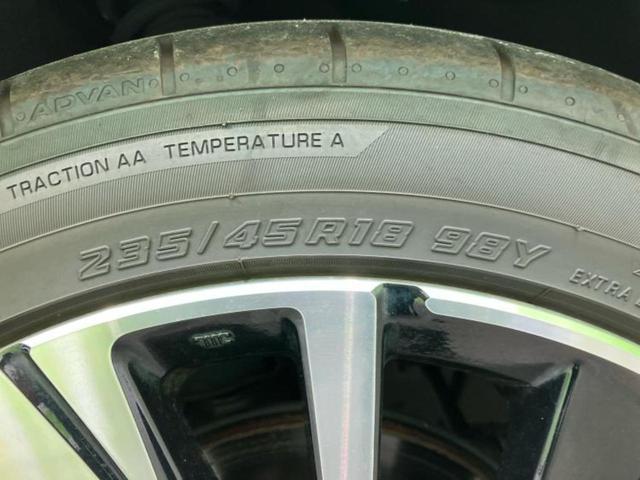 ADVAN
TRACTION AA TEMPERATURE A
235/45R18 98Y
EXTRA